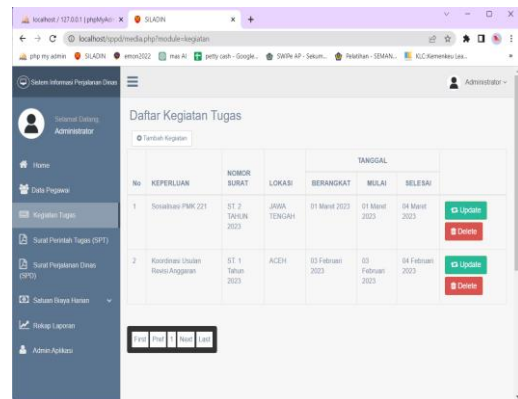 localhost / 127.0.0.1 | phpMyAdm
SILADIN
localhost/sppd/media.php?module=kegiatan
php my admin
SILADIN
emon2022
mas AI
petty cash - Google...
SWIPe AP - Sekum...
Pelatihan - SEMAN...
KLC Kemenkeu Lea...
Sistem Informasi Perjalanan Dinas
Administrator
Selamat Datang,
Administrator
Home
Data Pegawai
Kegiatan Tugas
Surat Perintah Tugas (SPT)
Surat Perjalanan Dinas
(SPD)
Satuan Biaya Harian
Rekap Laporan
Admin Aplikasi
Daftar Kegiatan Tugas
Tambah Kegiatan
TANGGAL
No KEPERLUAN NOMOR SURAT LOKASI BERANGKAT MULAI SELESAI
1 Sosialisasi PMK 221 ST. 2 TAHUN 2023 JAWA TENGAH 01 Maret 2023 01 Maret 2023 04 Maret 2023
Update
Delete
2 Koordinasi Usulan Revisi Anggaran ST. 1 Tahun 2023 ACEH 03 Februari 2023 03 Februari 2023 04 Februari 2023
Update
Delete
First Pref 1 Next Last